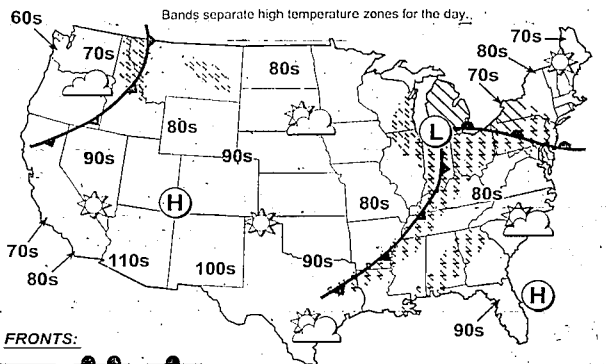 Bands separate high temperature zones for the day.
60s
70s
70s
80s
70s
80s
80s
90s
90s
L
80s
80s
H
70s
80s
110s
100s
90s
H
90s
FRONTS: